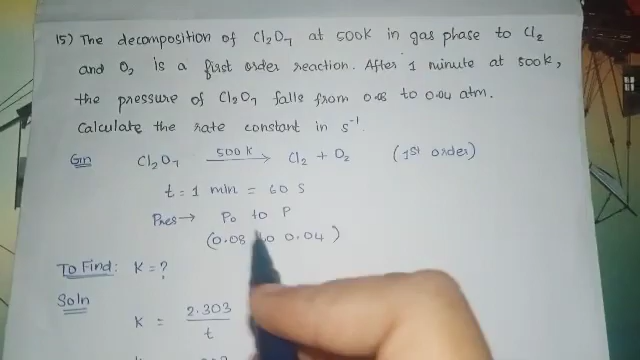 15) The decomposition of Cl₂O₇ at 500K in gas phase to Cl₂
and O₂ is a first order reaction. After 1 minute at 500K,
the pressure of Cl₂O₇ falls from 0.08 to 0.04 atm.
Calculate the rate constant in s⁻¹.
Gn Cl₂O₇ 500K → Cl₂ + O₂ (1st order)
t = 1 min = 60 s
Pres → P₀ to P
(0.08 to 0.04)
To Find: K = ?
Soln
K = 2.303 / t